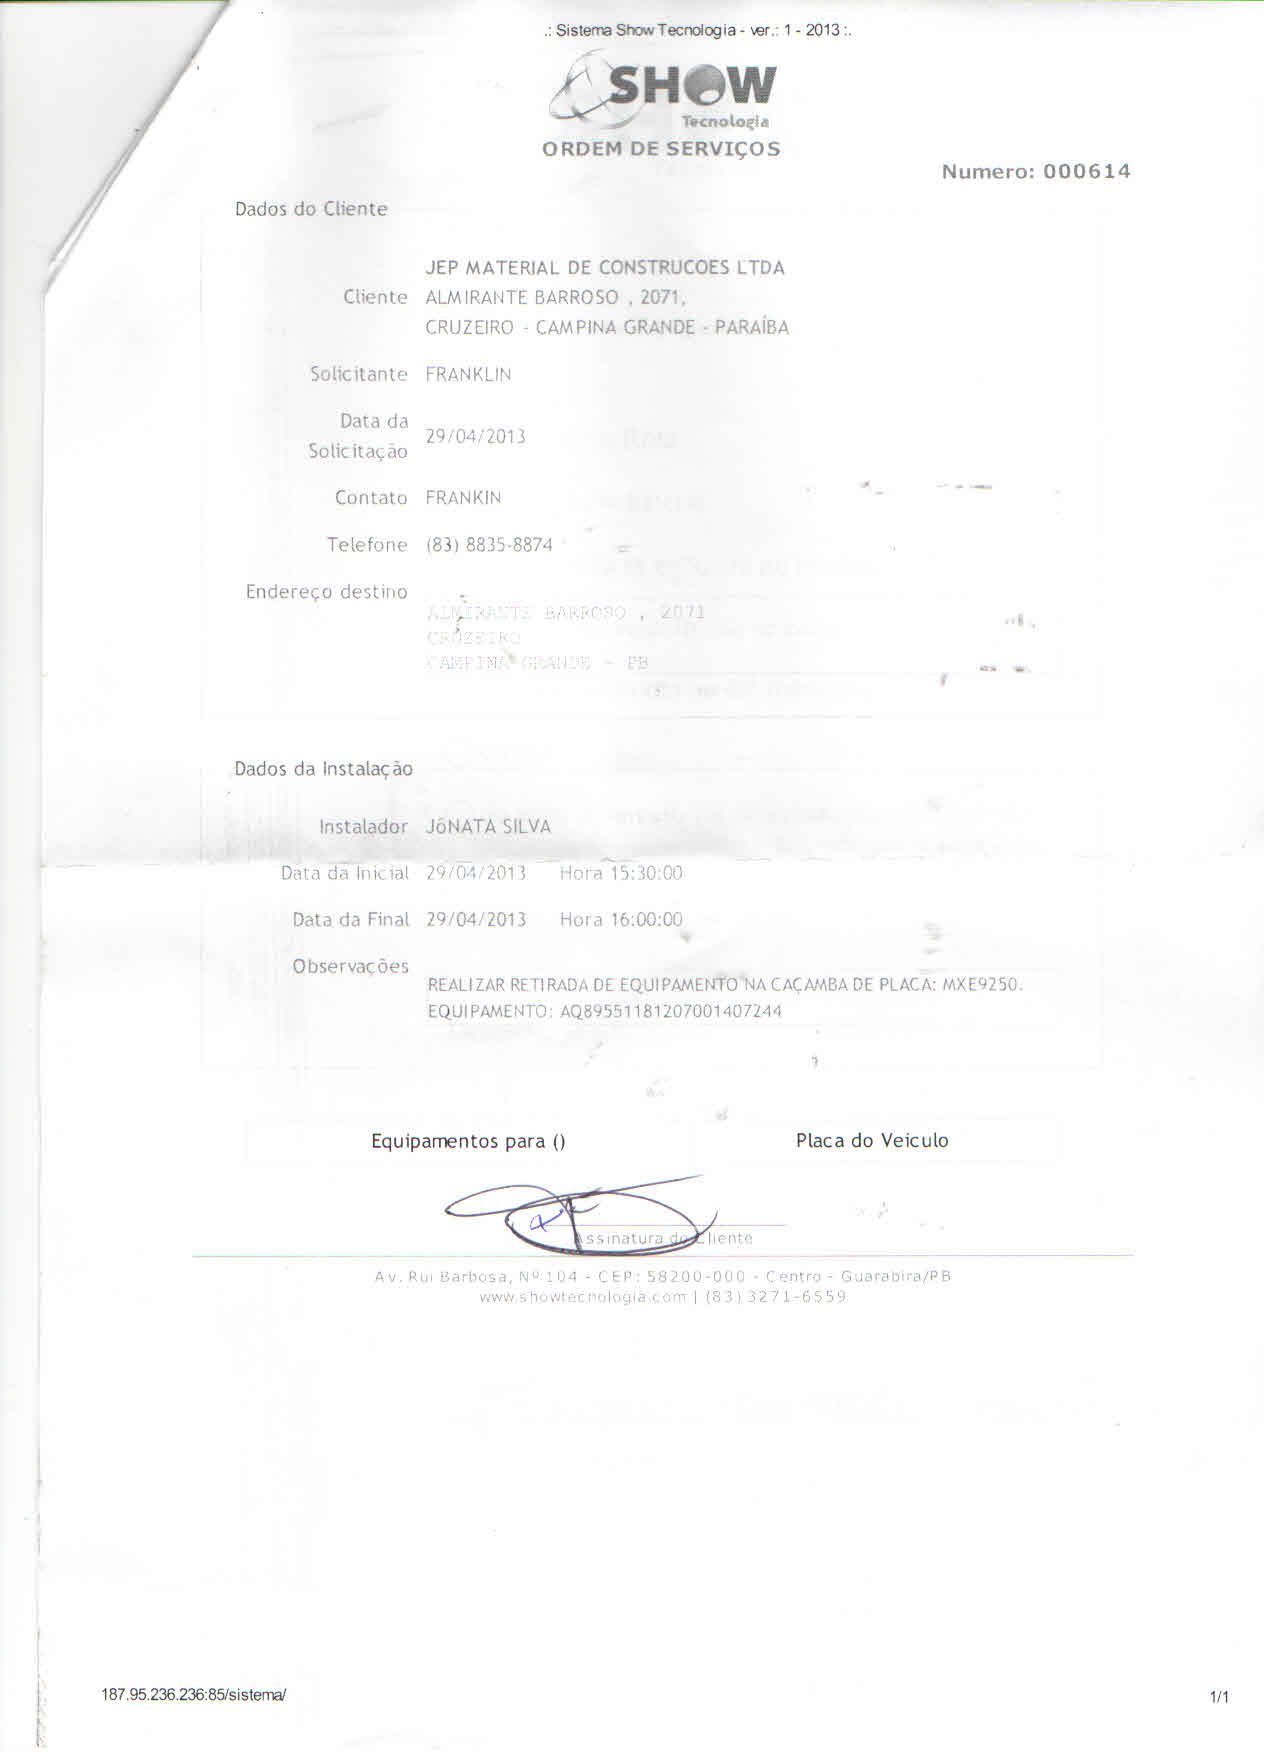 .: Sistema Show Tecnologia - ver.: 1 - 2013 :.
SHOW
Tecnologia
ORDEM DE SERVIÇOS
Numero: 000614
Dados do Cliente
JEP MATERIAL DE CONSTRUCOES LTDA
Cliente ALMIRANTE BARROSO , 2071,
CRUZEIRO - CAMPINA GRANDE - PARAÍBA
Solicitante FRANKLIN
Data da
Solicitação 29/04/2013
Contato FRANKIN
Telefone (83) 8835-8874
Endereço destino
ALMIRANTE BARROSO , 2071
CRUZEIRO
CAMPINA GRANDE - PB
Dados da Instalação
Instalador JôNATA SILVA
Data da Inicial 29/04/2013 Hora 15:30:00
Data da Final 29/04/2013 Hora 16:00:00
Observações
REALIZAR RETIRADA DE EQUIPAMENTO NA CAÇAMBA DE PLACA: MXE9250.
EQUIPAMENTO: AQ89551181207001407244
Equipamentos para () Placa do Veiculo
Assinatura do Cliente
Av. Rui Barbosa, Nº 104 - CEP: 58200-000 - Centro - Guarabira/PB
www.showtecnologia.com | (83) 3271-6559
187.95.236.236:85/sistema/ 1/1